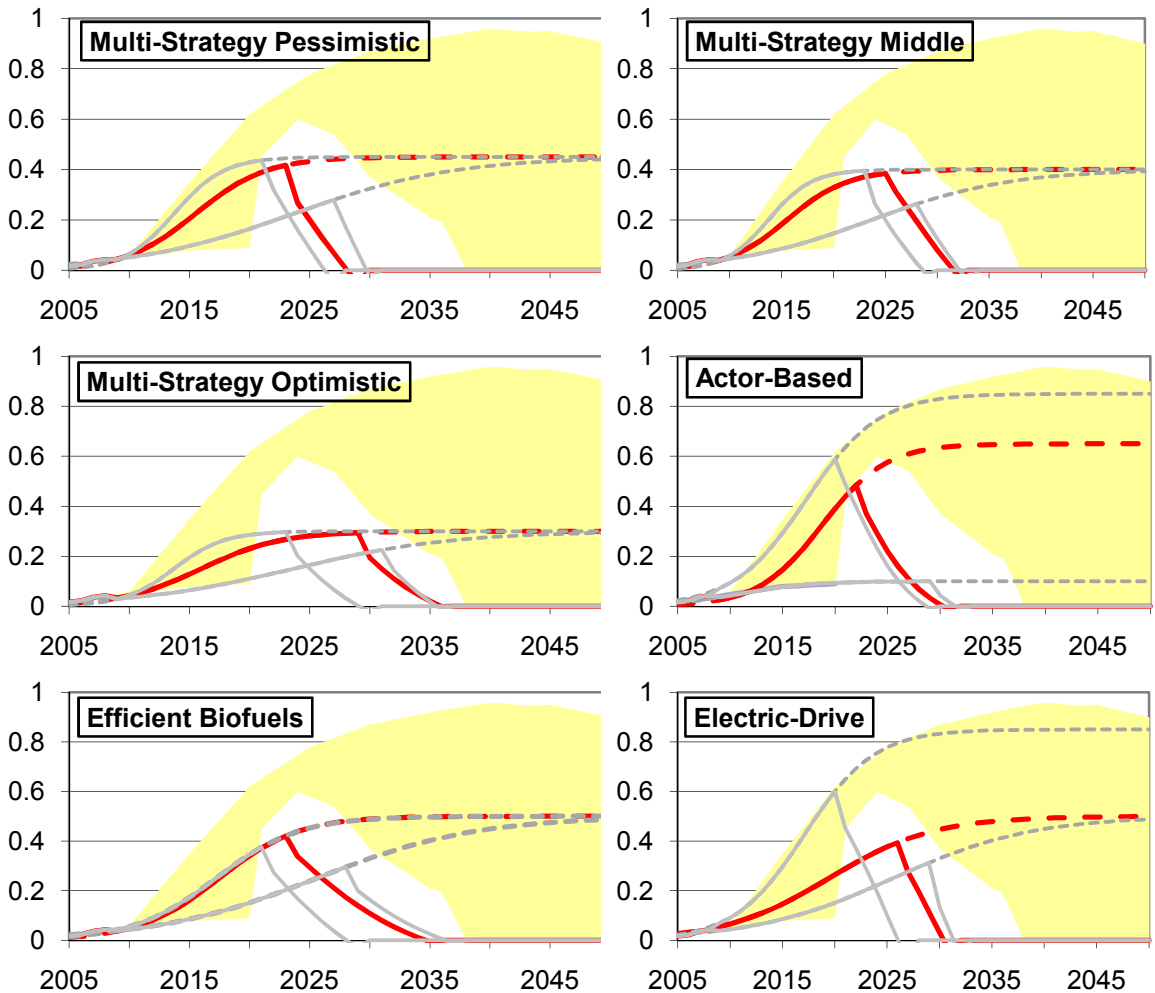 1 Multi-Strategy Pessimistic 1 Multi-Strategy Middle
0.8 0.8
0.6 0.6
0.4 0.4
0.2 0.2
0 0
2005 2015 2025 2035 2045 2005 2015 2025 2035 2045
1 Multi-Strategy Optimistic 1 Actor-Based
0.8 0.8
0.6 0.6
0.4 0.4
0.2 0.2
0 0
2005 2015 2025 2035 2045 2005 2015 2025 2035 2045
1 Efficient Biofuels 1 Electric-Drive
0.8 0.8
0.6 0.6
0.4 0.4
0.2 0.2
0 0
2005 2015 2025 2035 2045 2005 2015 2025 2035 2045